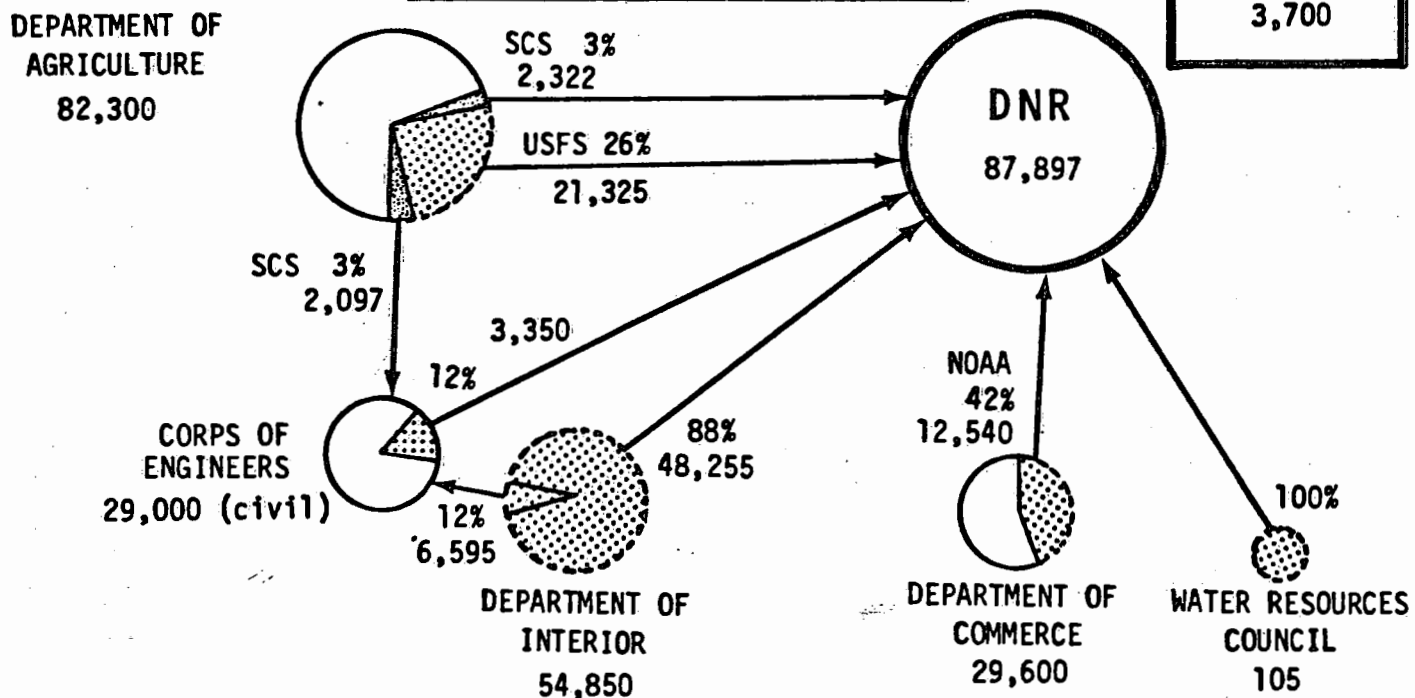 DEPARTMENT OF
AGRICULTURE
82,300
SCS 3%
2,322
USFS 26%
21,325
DNR
87,897
3,700
SCS 3%
2,097
3,350
12%
CORPS OF
ENGINEERS
29,000 (civil)
12%
6,595
88%
48,255
DEPARTMENT OF
INTERIOR
54,850
NOAA
42%
12,540
DEPARTMENT OF
COMMERCE
29,600
100%
WATER RESOURCES
COUNCIL
105